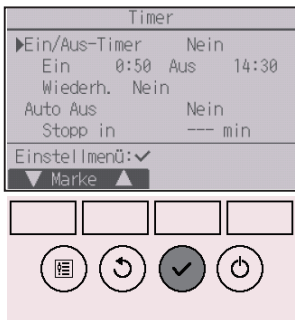 Timer
▶Ein/Aus-Timer Nein
Ein 0:50 Aus 14:30
Wiederh. Nein
Auto Aus Nein
Stopp in --- min
Einstellmenü:✓
▼ Marke ▲